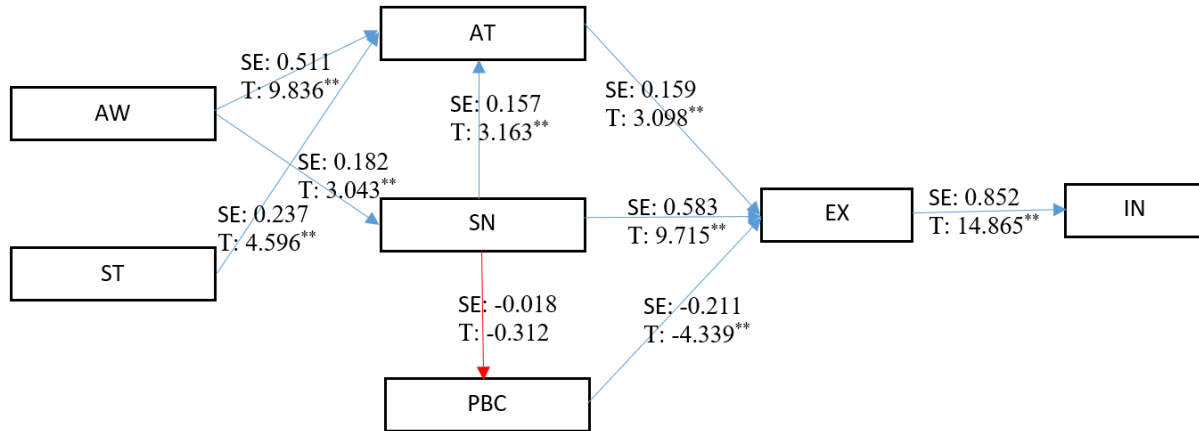 AT
SE: 0.511
T: 9.836**
AW
SE: 0.159
T: 3.098**
SE: 0.157
T: 3.163**
SE: 0.182
T: 3.043**
SE: 0.237
T: 4.596**
ST
SN
SE: 0.583
T: 9.715**
EX
SE: 0.852
T: 14.865**
IN
SE: -0.018
T: -0.312
SE: -0.211
T: -4.339**
PBC